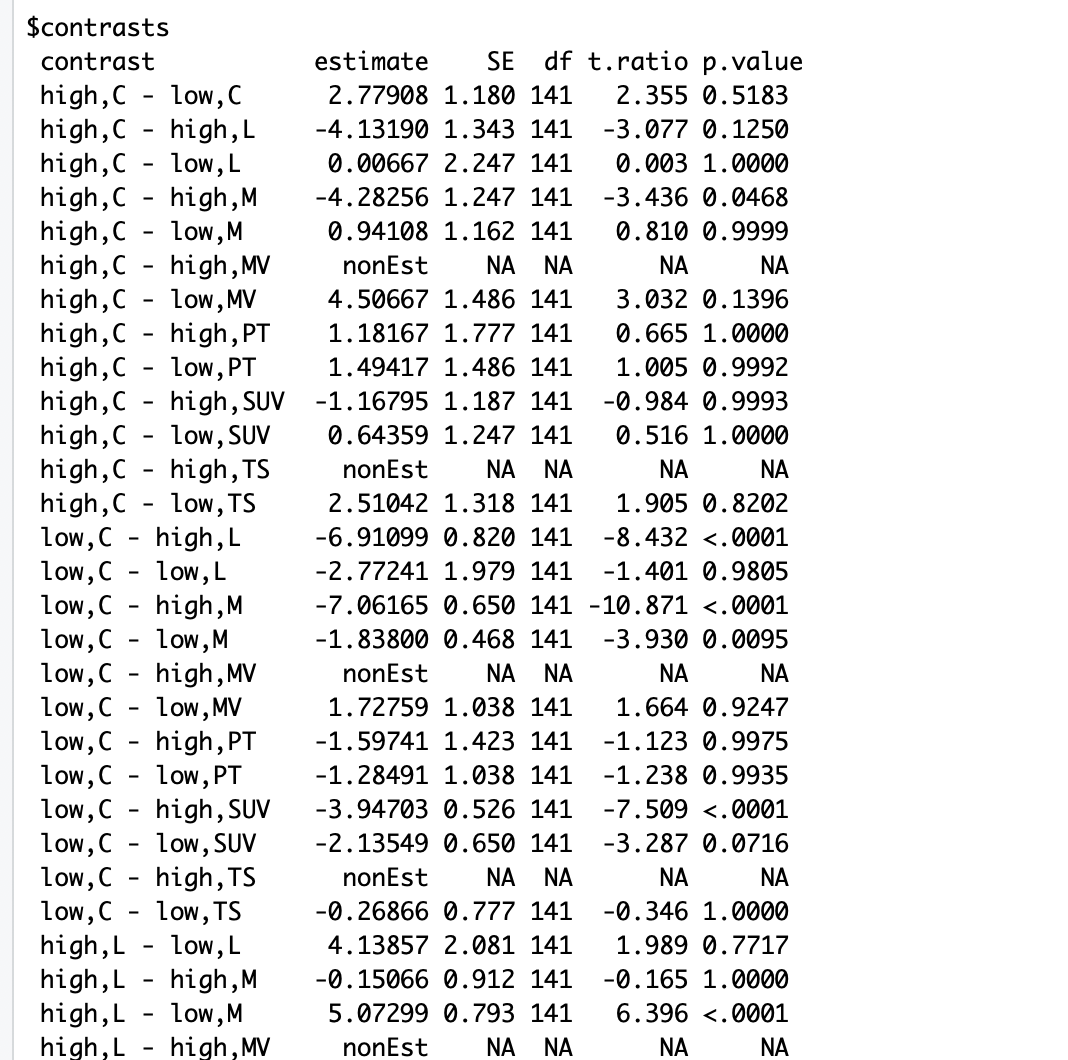 $contrasts
contrast estimate SE df t.ratio p.value
high,C - low,C 2.77908 1.180 141 2.355 0.5183
high,C - high,L -4.13190 1.343 141 -3.077 0.1250
high,C - low,L 0.00667 2.247 141 0.003 1.0000
high,C - high,M -4.28256 1.247 141 -3.436 0.0468
high,C - low,M 0.94108 1.162 141 0.810 0.9999
high,C - high,MV nonEst NA NA NA NA
high,C - low,MV 4.50667 1.486 141 3.032 0.1396
high,C - high,PT 1.18167 1.777 141 0.665 1.0000
high,C - low,PT 1.49417 1.486 141 1.005 0.9992
high,C - high,SUV -1.16795 1.187 141 -0.984 0.9993
high,C - low,SUV 0.64359 1.247 141 0.516 1.0000
high,C - high,TS nonEst NA NA NA NA
high,C - low,TS 2.51042 1.318 141 1.905 0.8202
low,C - high,L -6.91099 0.820 141 -8.432 <.0001
low,C - low,L -2.77241 1.979 141 -1.401 0.9805
low,C - high,M -7.06165 0.650 141 -10.871 <.0001
low,C - low,M -1.83800 0.468 141 -3.930 0.0095
low,C - high,MV nonEst NA NA NA NA
low,C - low,MV 1.72759 1.038 141 1.664 0.9247
low,C - high,PT -1.59741 1.423 141 -1.123 0.9975
low,C - low,PT -1.28491 1.038 141 -1.238 0.9935
low,C - high,SUV -3.94703 0.526 141 -7.509 <.0001
low,C - low,SUV -2.13549 0.650 141 -3.287 0.0716
low,C - high,TS nonEst NA NA NA NA
low,C - low,TS -0.26866 0.777 141 -0.346 1.0000
high,L - low,L 4.13857 2.081 141 1.989 0.7717
high,L - high,M -0.15066 0.912 141 -0.165 1.0000
high,L - low,M 5.07299 0.793 141 6.396 <.0001
high,L - high,MV nonEst NA NA NA NA